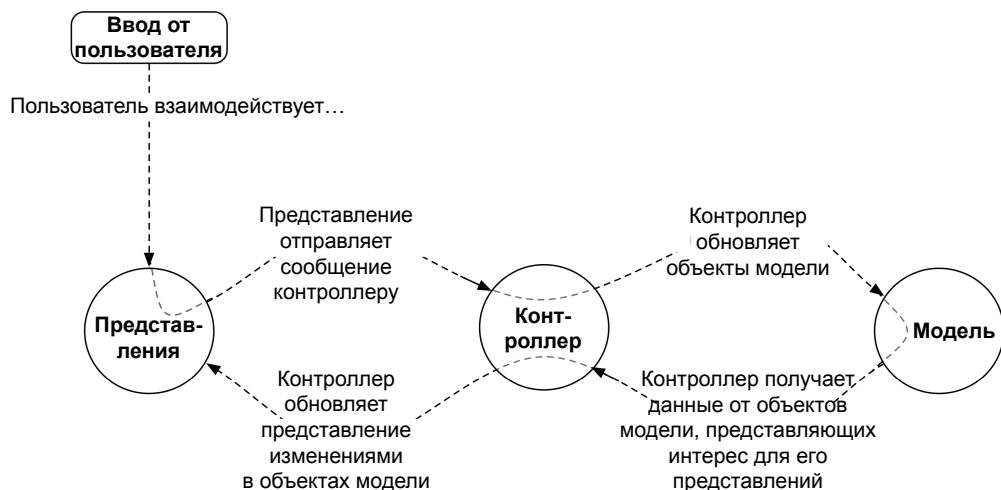 Ввод от
пользователя
Пользователь взаимодействует…
Представление
отправляет
сообщение
контроллеру
Контроллер
обновляет
объекты модели
Представ-
ления
Конт-
роллер
Модель
Контроллер
обновляет
представление
изменениями
в объектах модели
Контроллер получает
данные от объектов
модели, представляющих
интерес для его
представлений